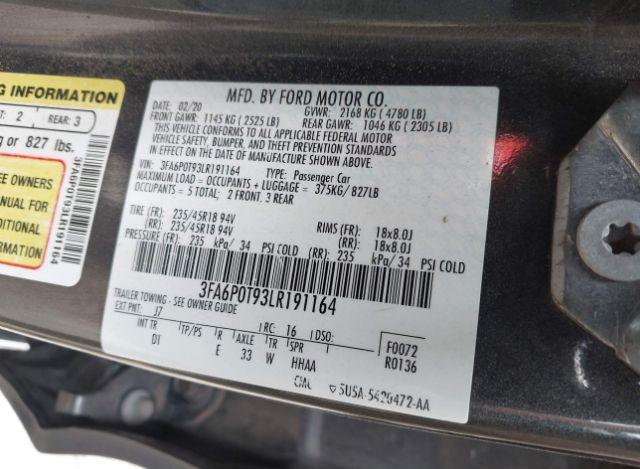 G INFORMATION
T: 2 REAR: 3
g or 827 lbs.
EE OWNERS
ANUAL FOR
DITIONAL
ORMATION
3FA6P0T93LR191164
MFD. BY FORD MOTOR CO.
DATE: 02/20 GVWR: 2168 KG ( 4780 LB)
FRONT GAWR: 1145 KG ( 2525 LB) REAR GAWR: 1046 KG ( 2305 LB)
THIS VEHICLE CONFORMS TO ALL APPLICABLE FEDERAL MOTOR
VEHICLE SAFETY, BUMPER, AND THEFT PREVENTION STANDARDS
IN EFFECT ON THE DATE OF MANUFACTURE SHOWN ABOVE.
VIN: 3FA6P0T93LR191164 TYPE: Passenger Car
MAXIMUM LOAD = OCCUPANTS + LUGGAGE = 375KG/ 827LB
OCCUPANTS = 5 TOTAL; 2 FRONT, 3 REAR
TIRE (FR): 235/45R18 94V RIMS (FR): 18x8.0J
(RR): 235/45R18 94V (RR): 18x8.0J
PRESSURE (FR): 235 kPa/ 34 PSI COLD (RR): 235 kPa/ 34 PSI COLD
3FA6P0T93LR191164
TRAILER TOWING - SEE OWNER GUIDE
EXT PNT: J7 RC: 16 DSO: F0072
INT TR TP/PS R AXLE TR SPR R0136
DT E 33 W HHAA
5USA-5420472-AA